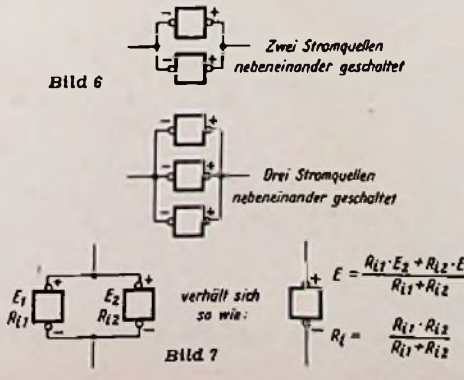 Zwei Stromquellen
nebeneinander geschaltet
Bild 6
Drei Stromquellen
nebeneinander geschaltet
E1
Ri1
E2
Ri2
verhält sich
so wie:
E = Ri1·E2 + Ri2·E
Ri1 + Ri2
Ri = Ri1·Ri2
Ri1 + Ri2
Bild 7